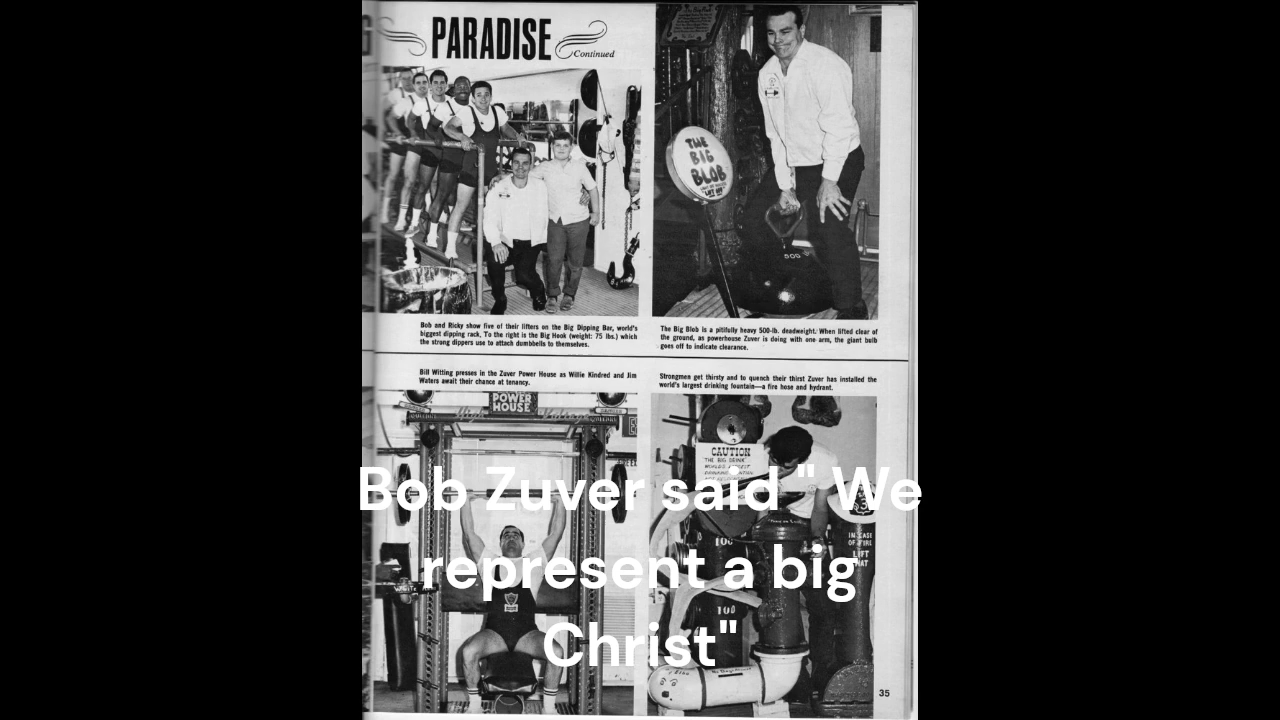 PARADISE
Continued
THE
BIG
BLOB
500
Bob and Ricky show five of their lifters on the Big Dipping Bar, world's
biggest dipping rack. To the right is the Big Hook (weight: 75 lbs.) which
the strong dippers use to attach dumbbells to themselves.
The Big Blob is a pitifully heavy 500-lb. deadweight. When lifted clear of
the ground, as powerhouse Zuver is doing with one arm, the giant bulb
goes off to indicate clearance.
Bill Witting presses in the Zuver Power House as Willie Kindred and Jim
Waters await their chance at tenancy.
Strongmen get thirsty and to quench their thirst Zuver has installed the
world's largest drinking fountain—a fire hose and hydrant.
POWER
HOUSE
CAUTION
"THE BIG DRINK"
Bob Zuver said " We
represent a big
Christ"
IN CASE
OF FIRE
LIFT
100
100
35